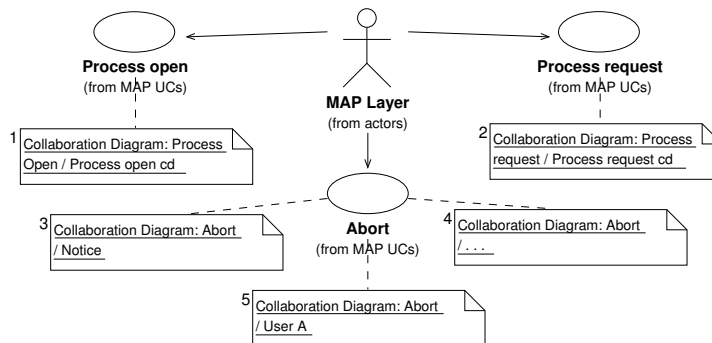 Process open
(from MAP UCs)
MAP Layer
(from actors)
Process request
(from MAP UCs)
1
Collaboration Diagram: Process
Open / Process open cd
2
Collaboration Diagram: Process
request / Process request cd
3
Collaboration Diagram: Abort
/ Notice
Abort
(from MAP UCs)
4
Collaboration Diagram: Abort
/ . . .
5
Collaboration Diagram: Abort
/ User A